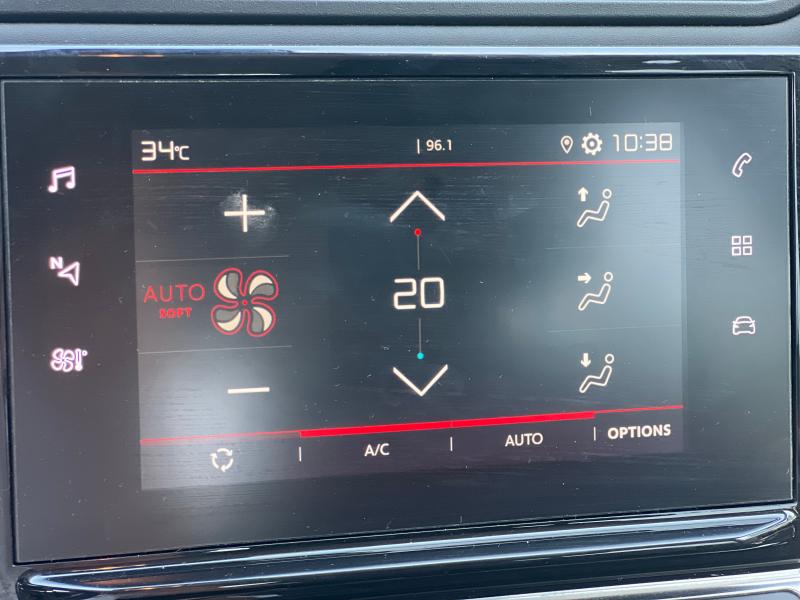 34°C
| 96.1
10:38
N
AUTO
SOFT
20
A/C
AUTO
OPTIONS